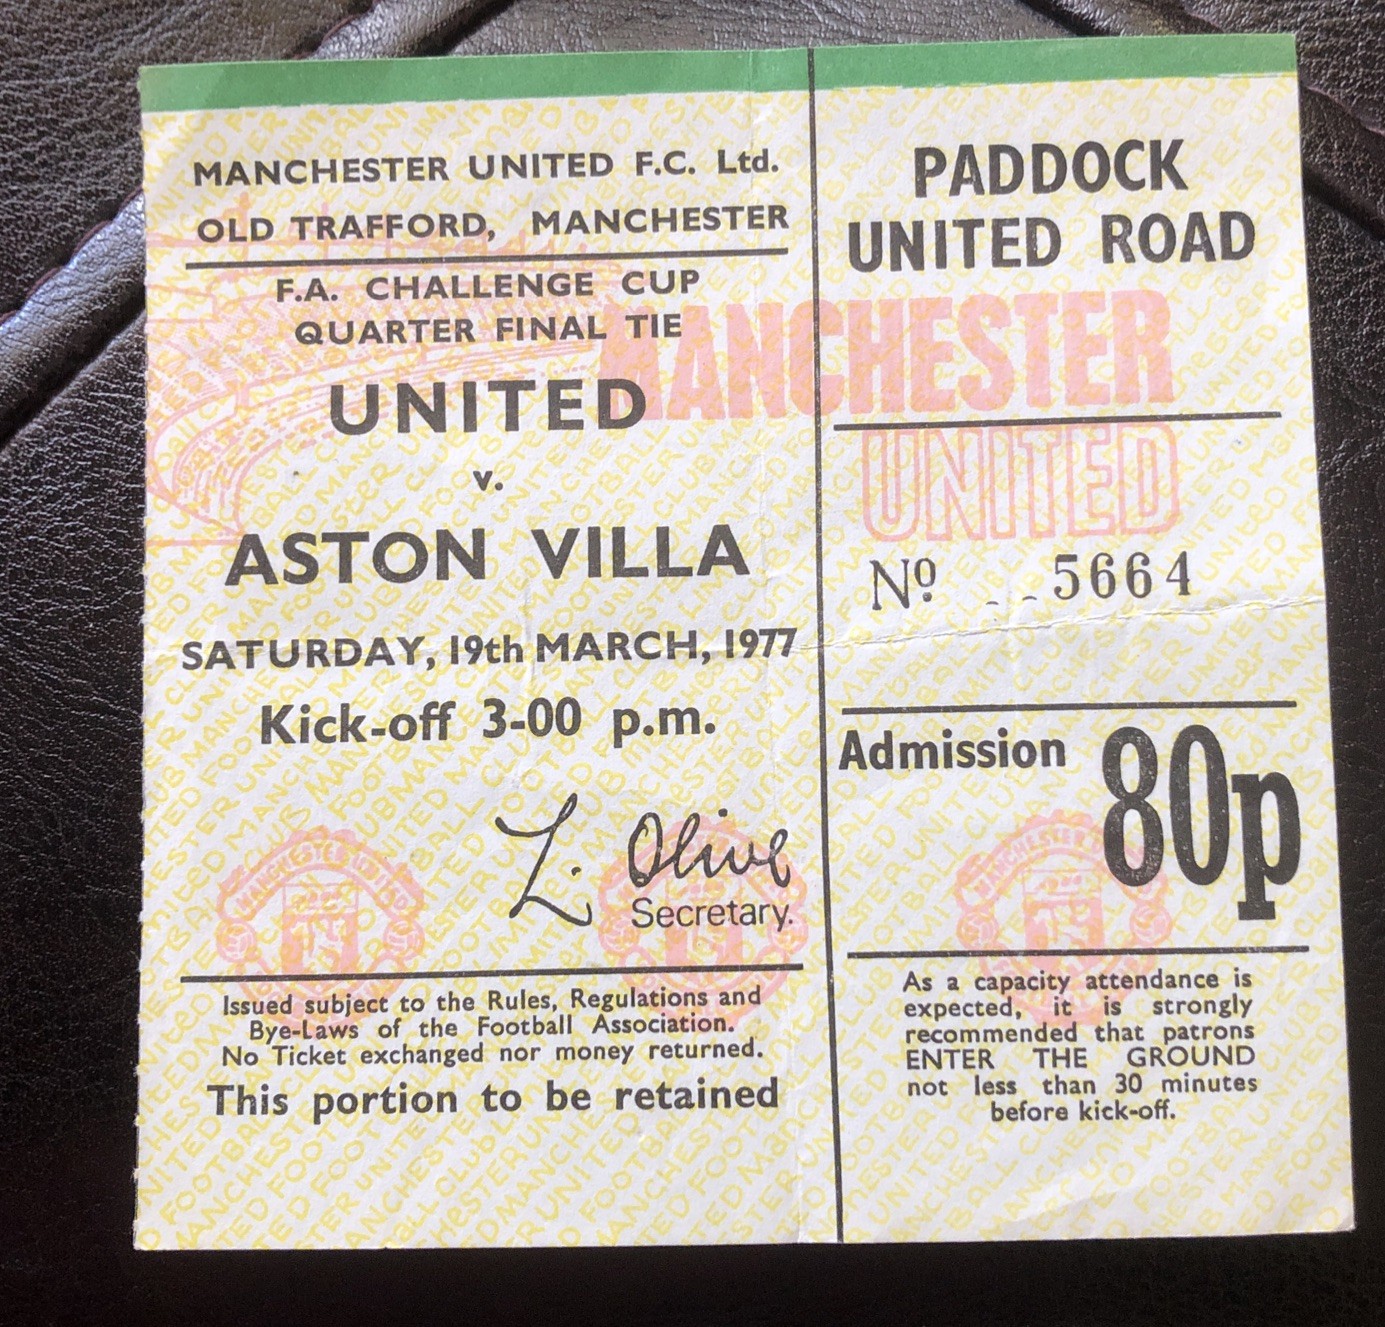 MANCHESTER UNITED F.C. Ltd.
OLD TRAFFORD, MANCHESTER
F.A. CHALLENGE CUP
QUARTER FINAL TIE
UNITED
v.
ASTON VILLA
SATURDAY, 19th MARCH, 1977
Kick-off 3-00 p.m.
L. Olive
Secretary.
Issued subject to the Rules, Regulations and
Bye-Laws of the Football Association.
No Ticket exchanged nor money returned.
This portion to be retained
PADDOCK
UNITED ROAD
MANCHESTER
UNITED
Nº 5664
Admission 80p
As a capacity attendance is
expected, it is strongly
recommended that patrons
ENTER THE GROUND
not less than 30 minutes
before kick-off.